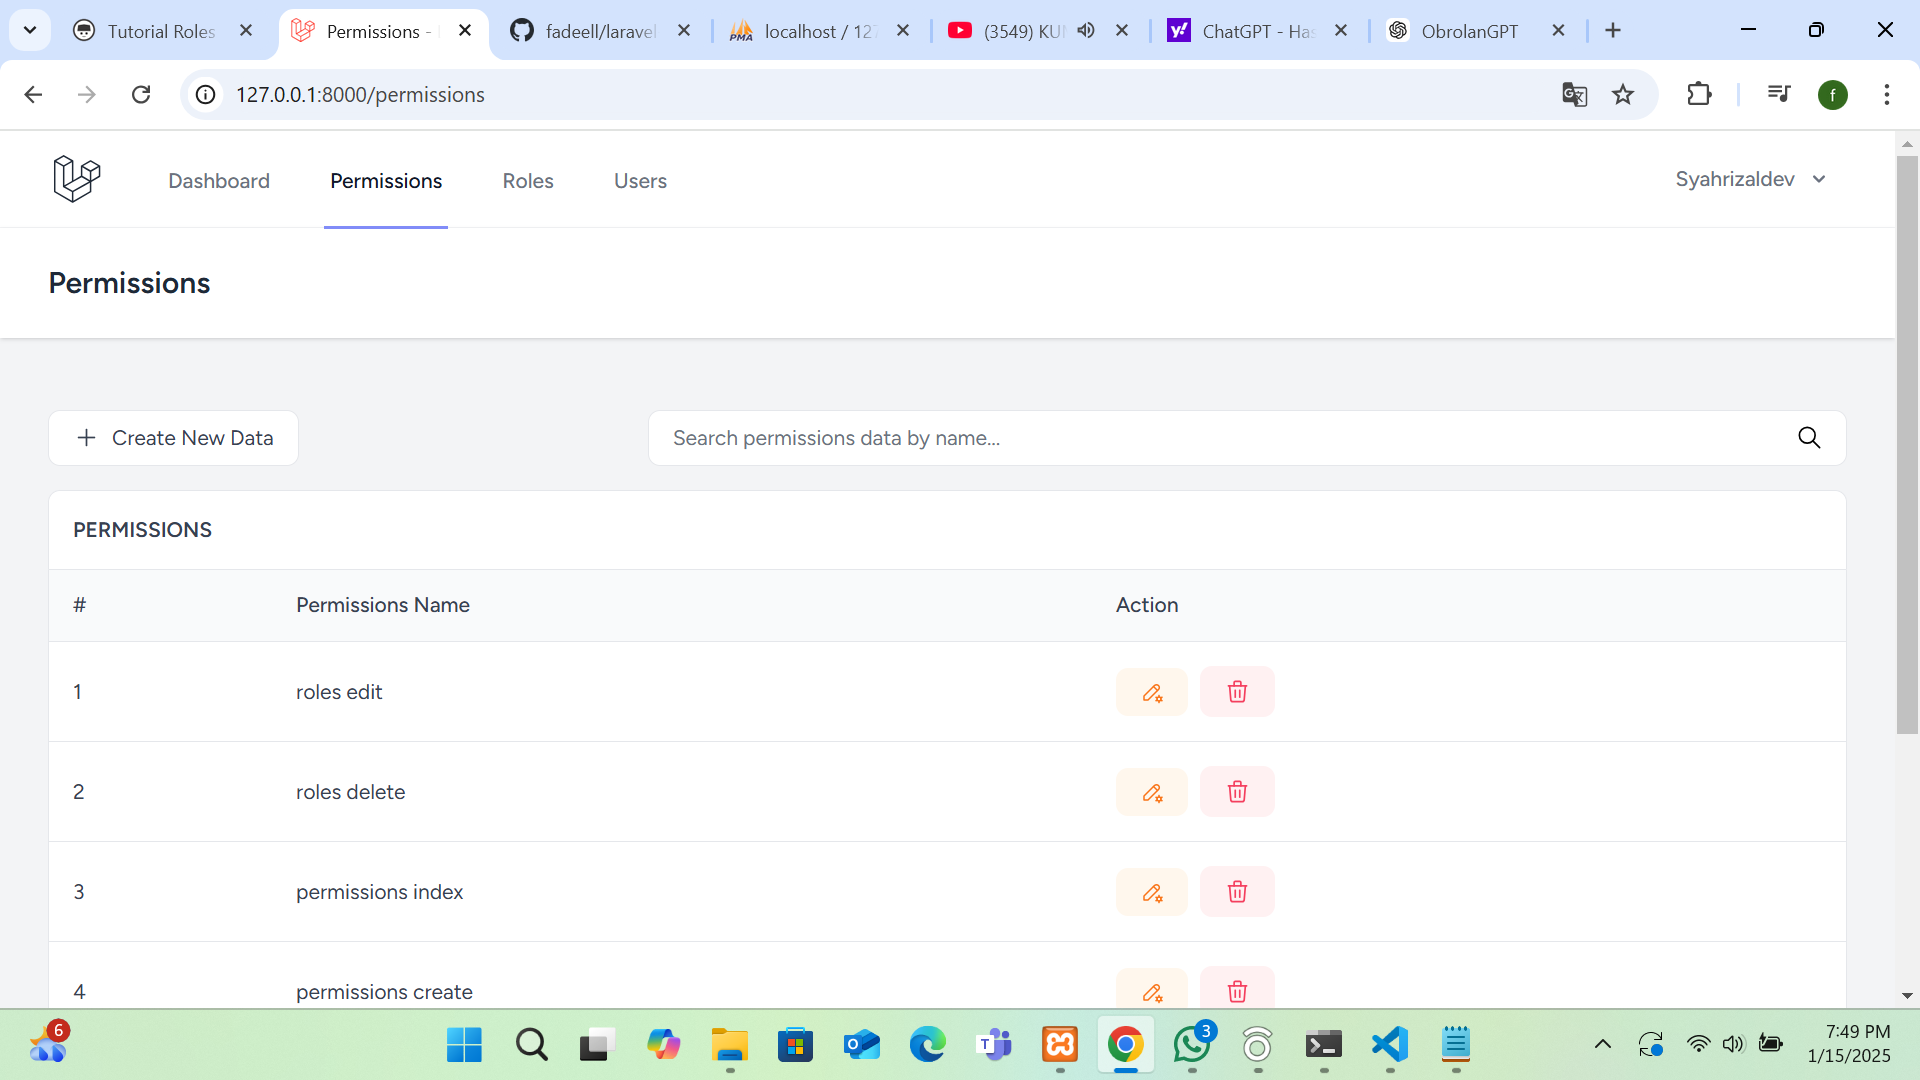 Tutorial Roles
Permissions -
fadeell/laravel
localhost / 127
(3549) KU
ChatGPT - Has
ObrolanGPT
127.0.0.1:8000/permissions
f
Dashboard
Permissions
Roles
Users
Syahrizaldev
Permissions
Create New Data
Search permissions data by name...
PERMISSIONS
# Permissions Name Action
1 roles edit
2 roles delete
3 permissions index
4 permissions create
6
3
7:49 PM
1/15/2025